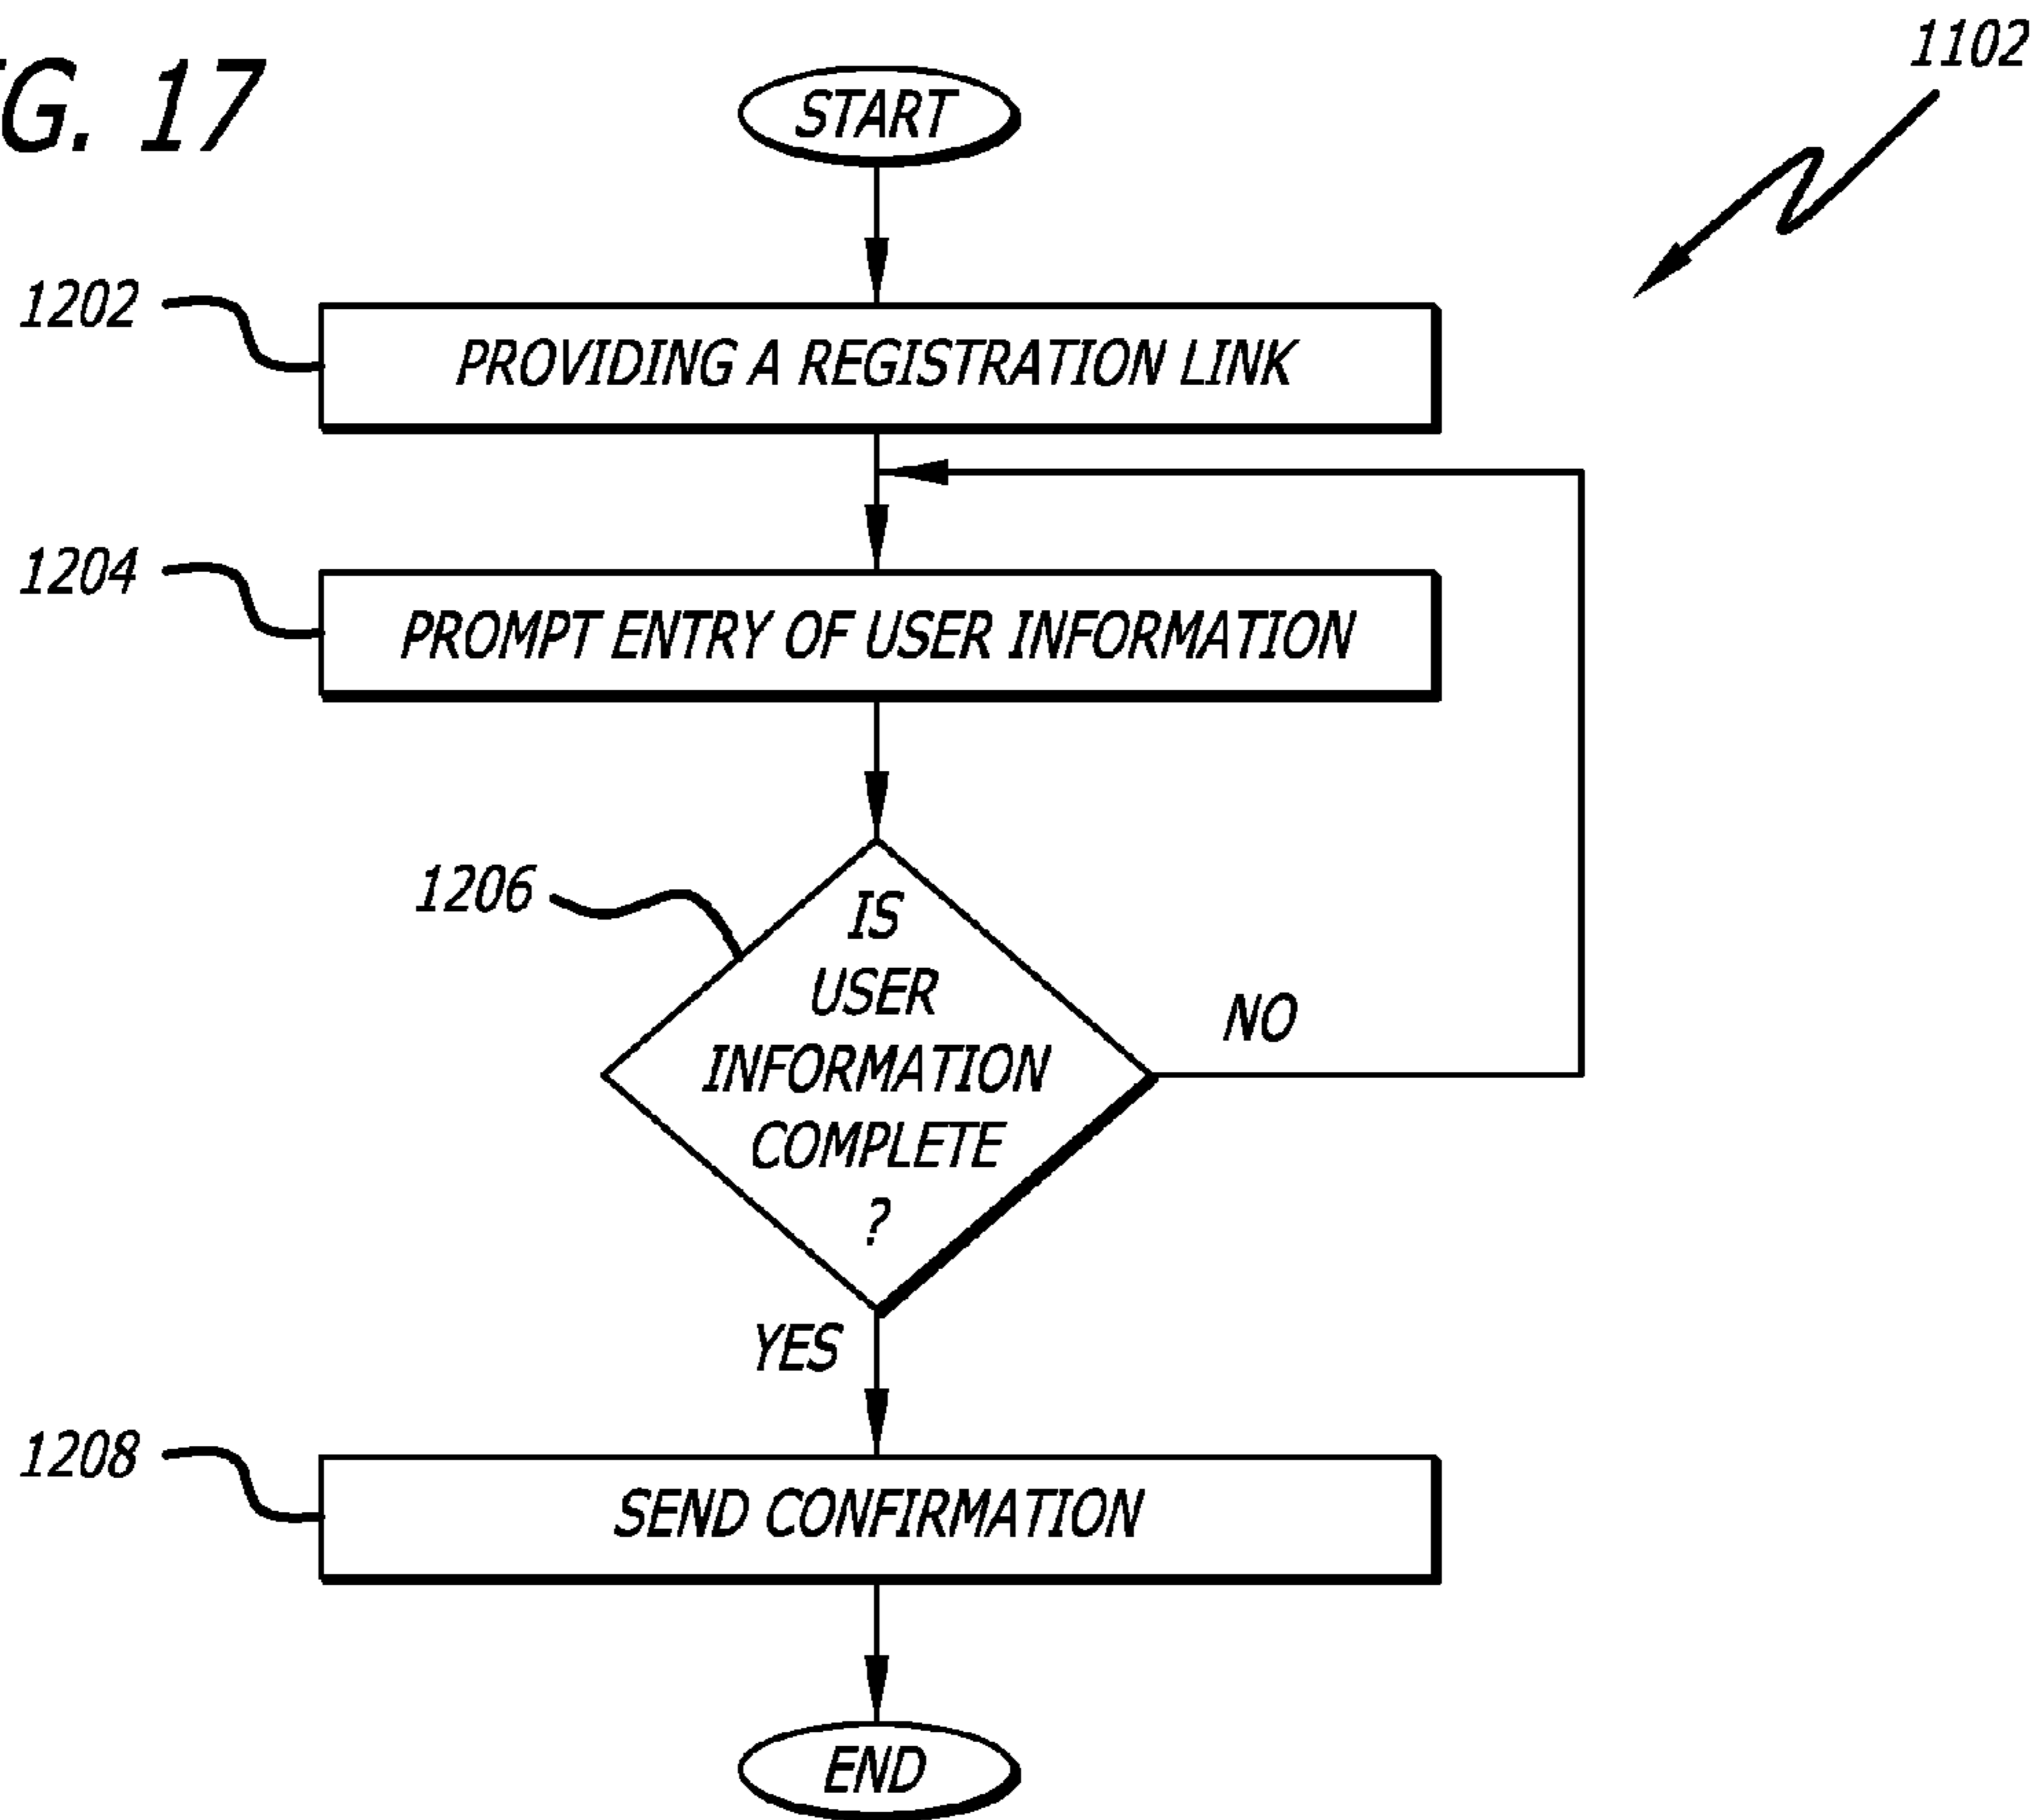 G. 17
1102
START
1202
PROVIDING A REGISTRATION LINK
1204
PROMPT ENTRY OF USER INFORMATION
1206
IS
USER
INFORMATION
COMPLETE
?
NO
YES
1208
SEND CONFIRMATION
END